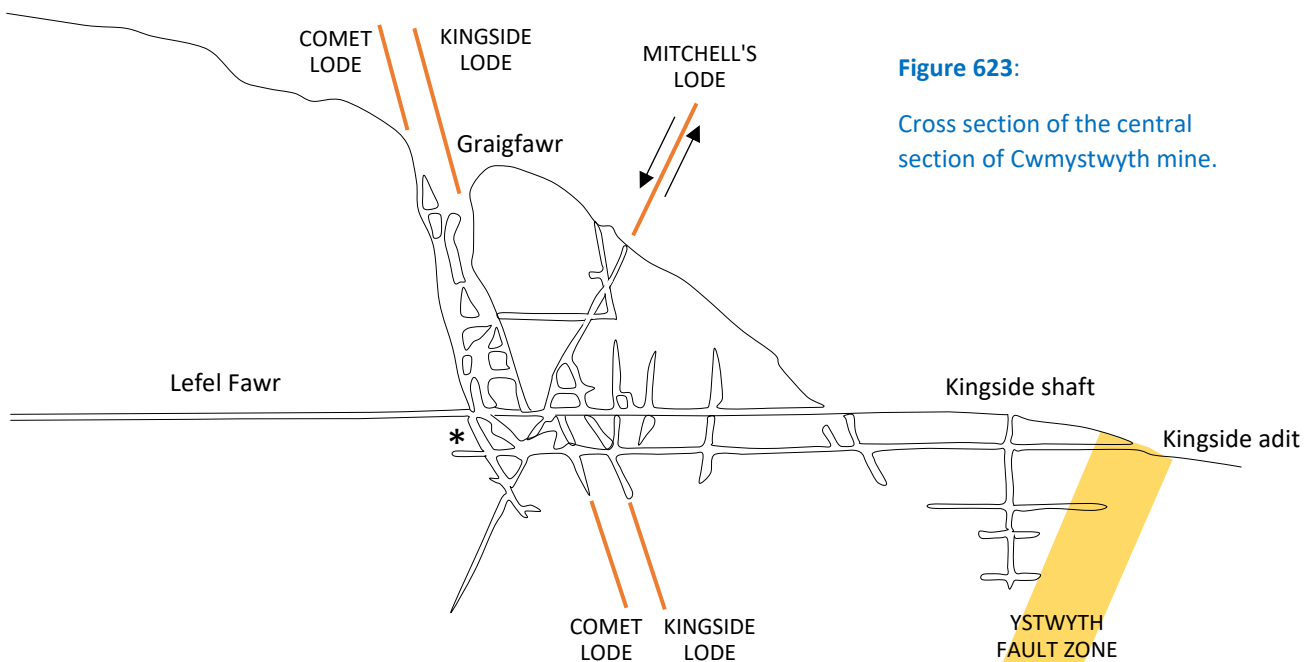 COMET
LODE
KINGSIDE
LODE
MITCHELL'S
LODE
Figure 623:
Cross section of the central
section of Cwmystwyth mine.
Graigfawr
Lefel Fawr
Kingside shaft
*
Kingside adit
COMET
LODE
KINGSIDE
LODE
YSTWYTH
FAULT ZONE